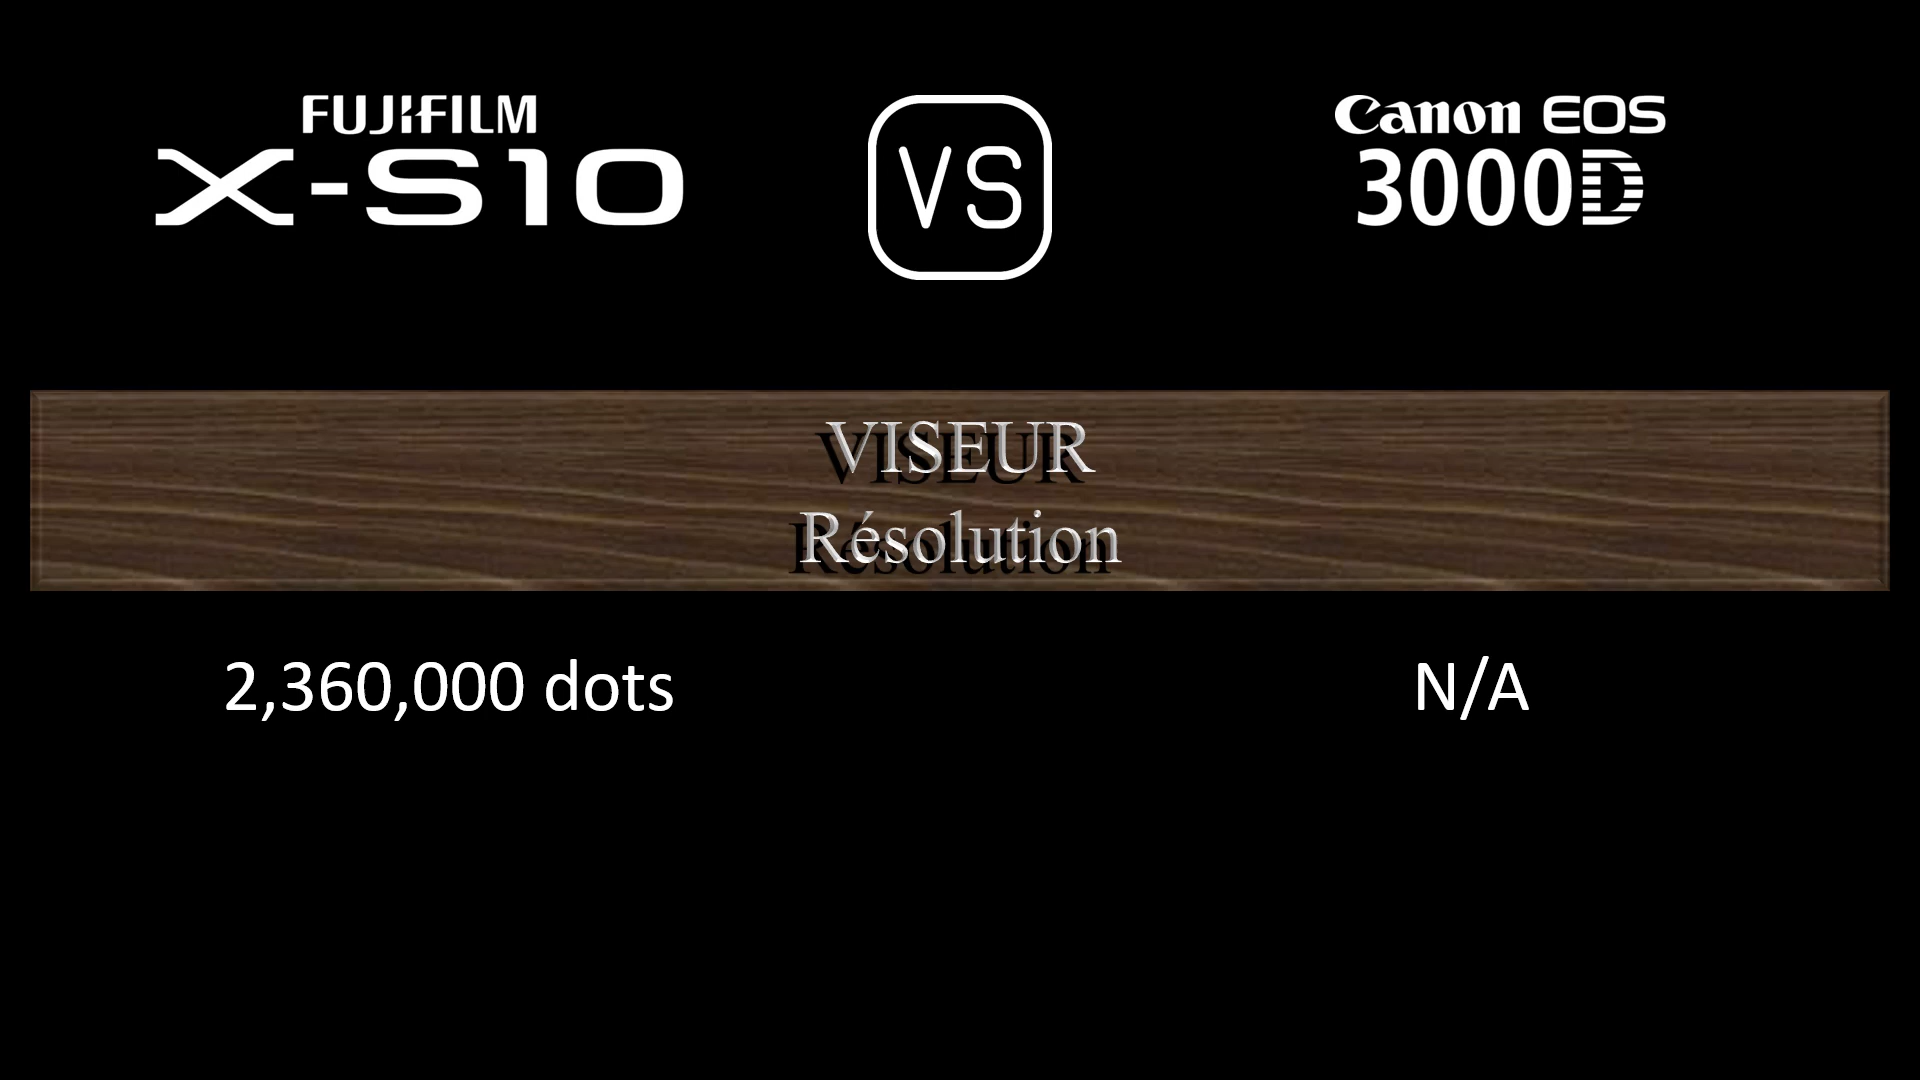 FUJIFILM
X-S10
VS
Canon EOS
3000D
VISEUR
Résolution
2,360,000 dots
N/A